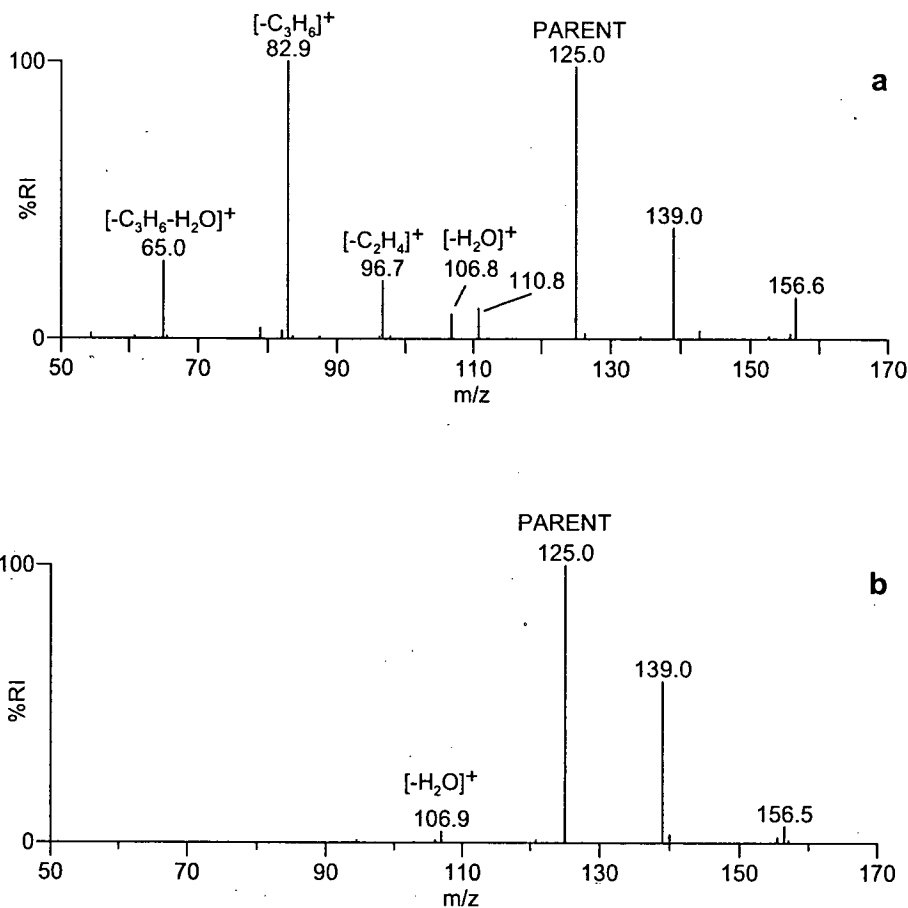 [-C₃H₆]⁺
82.9
PARENT
125.0
a
100
139.0
[-C₃H₆-H₂O]⁺
65.0
[-C₂H₄]⁺
96.7
[-H₂O]⁺
106.8
110.8
156.6
%RI
0
50 70 90 110 130 150 170
m/z
PARENT
125.0
b
100
139.0
[-H₂O]⁺
106.9
156.5
%RI
0
50 70 90 110 130 150 170
m/z